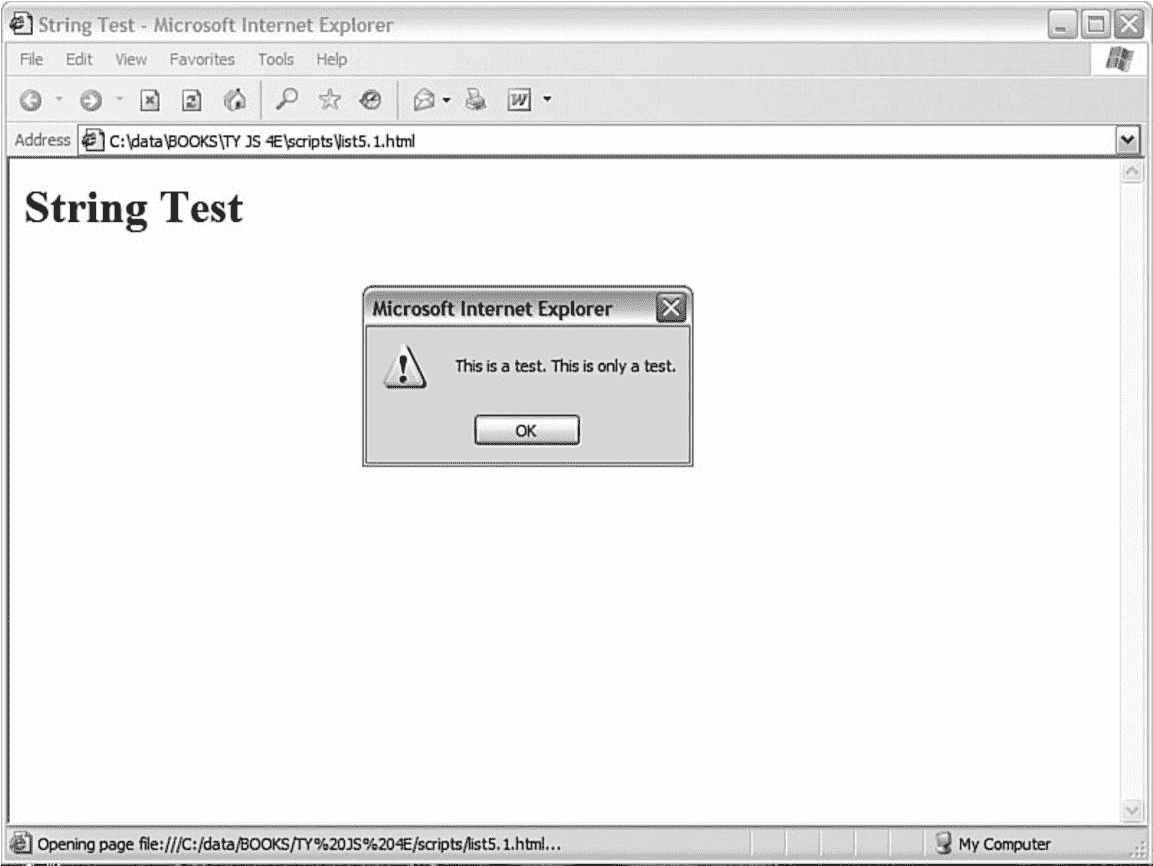 String Test - Microsoft Internet Explorer
File Edit View Favorites Tools Help
Address C:\data\BOOKS\TY JS 4E\scripts\list5.1.html
String Test
Microsoft Internet Explorer
This is a test. This is only a test.
OK
Opening page file:///C:/data/BOOKS/TY%20JS%204E/scripts/list5.1.html... My Computer